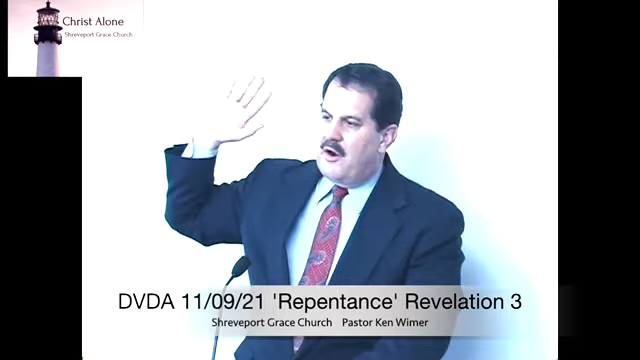 Christ Alone
Shreveport Grace Church
DVDA 11/09/21 'Repentance' Revelation 3
Shreveport Grace Church Pastor Ken Wimer